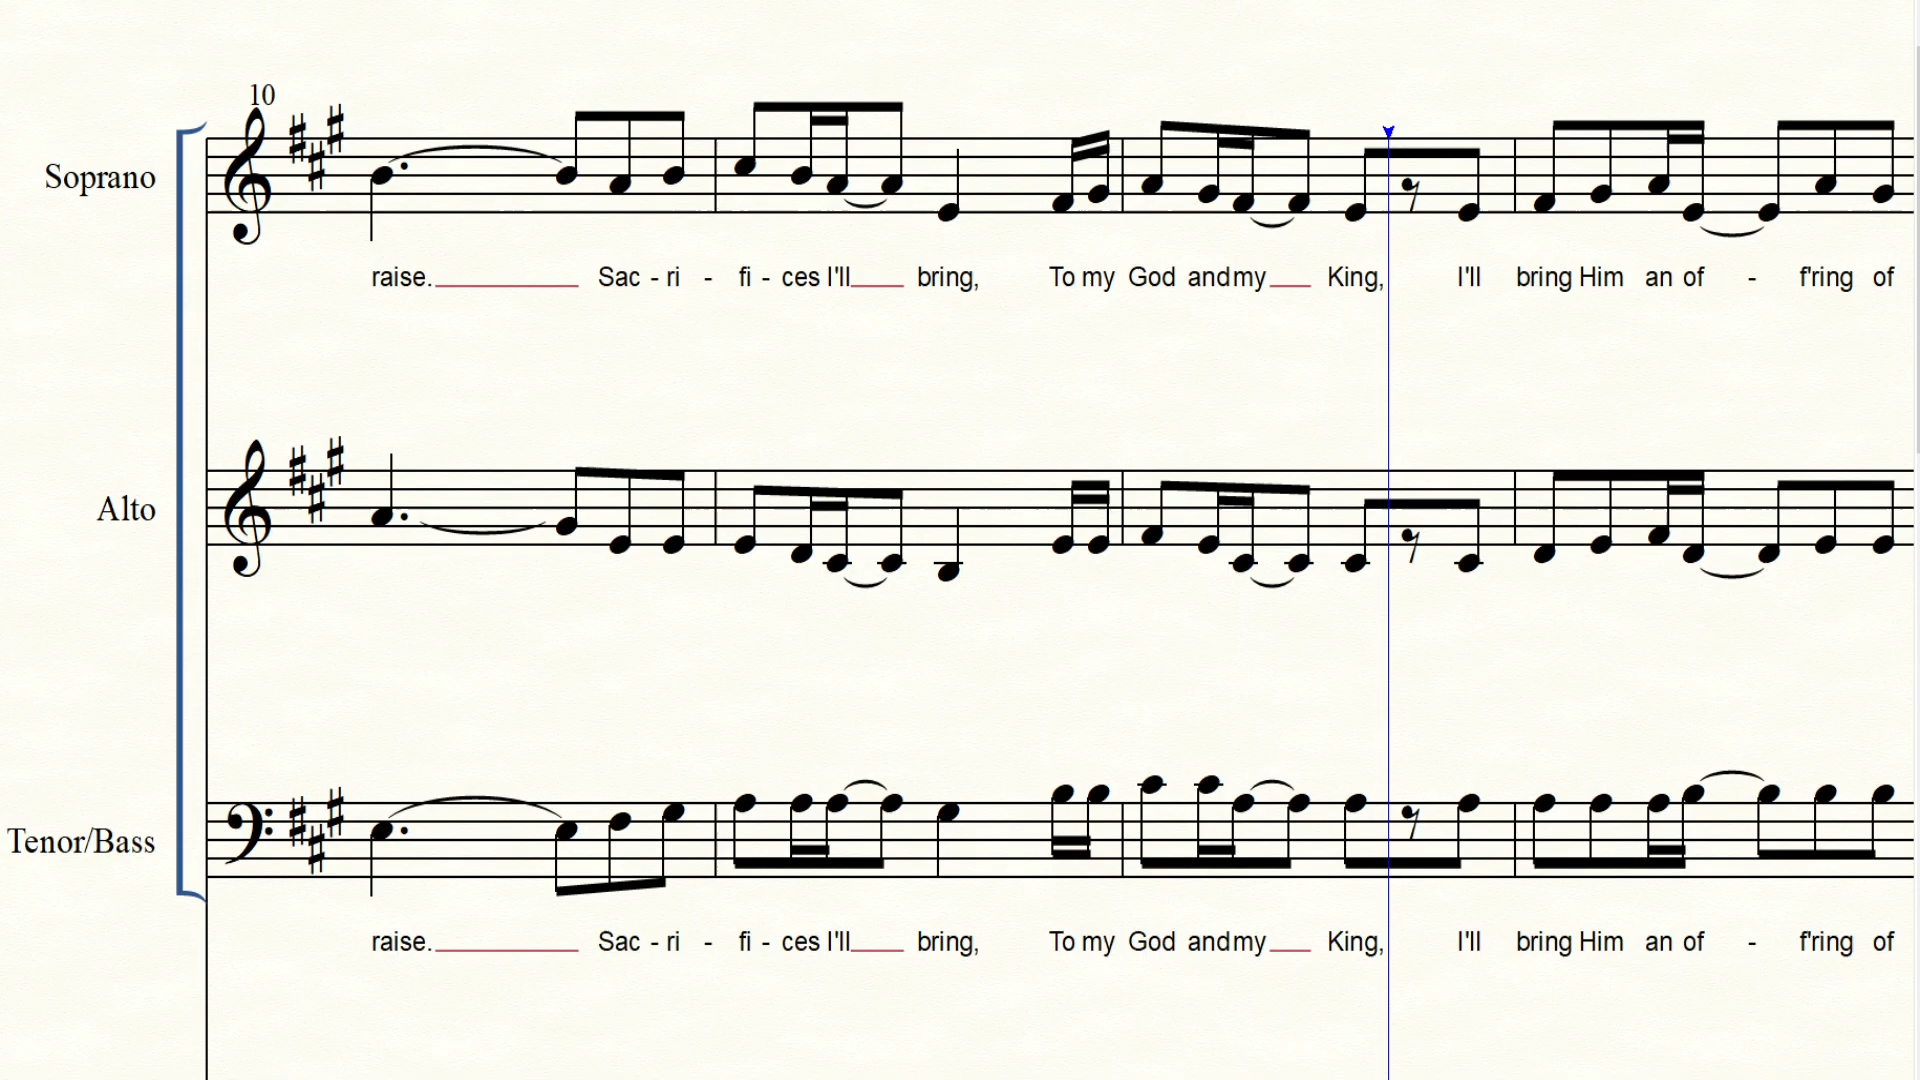 10
Soprano
raise. Sac - ri - fi - ces I'll bring, To my God and my King, I'll bring Him an of - f'ring of
Alto
Tenor/Bass
raise. Sac - ri - fi - ces I'll bring, To my God and my King, I'll bring Him an of - f'ring of